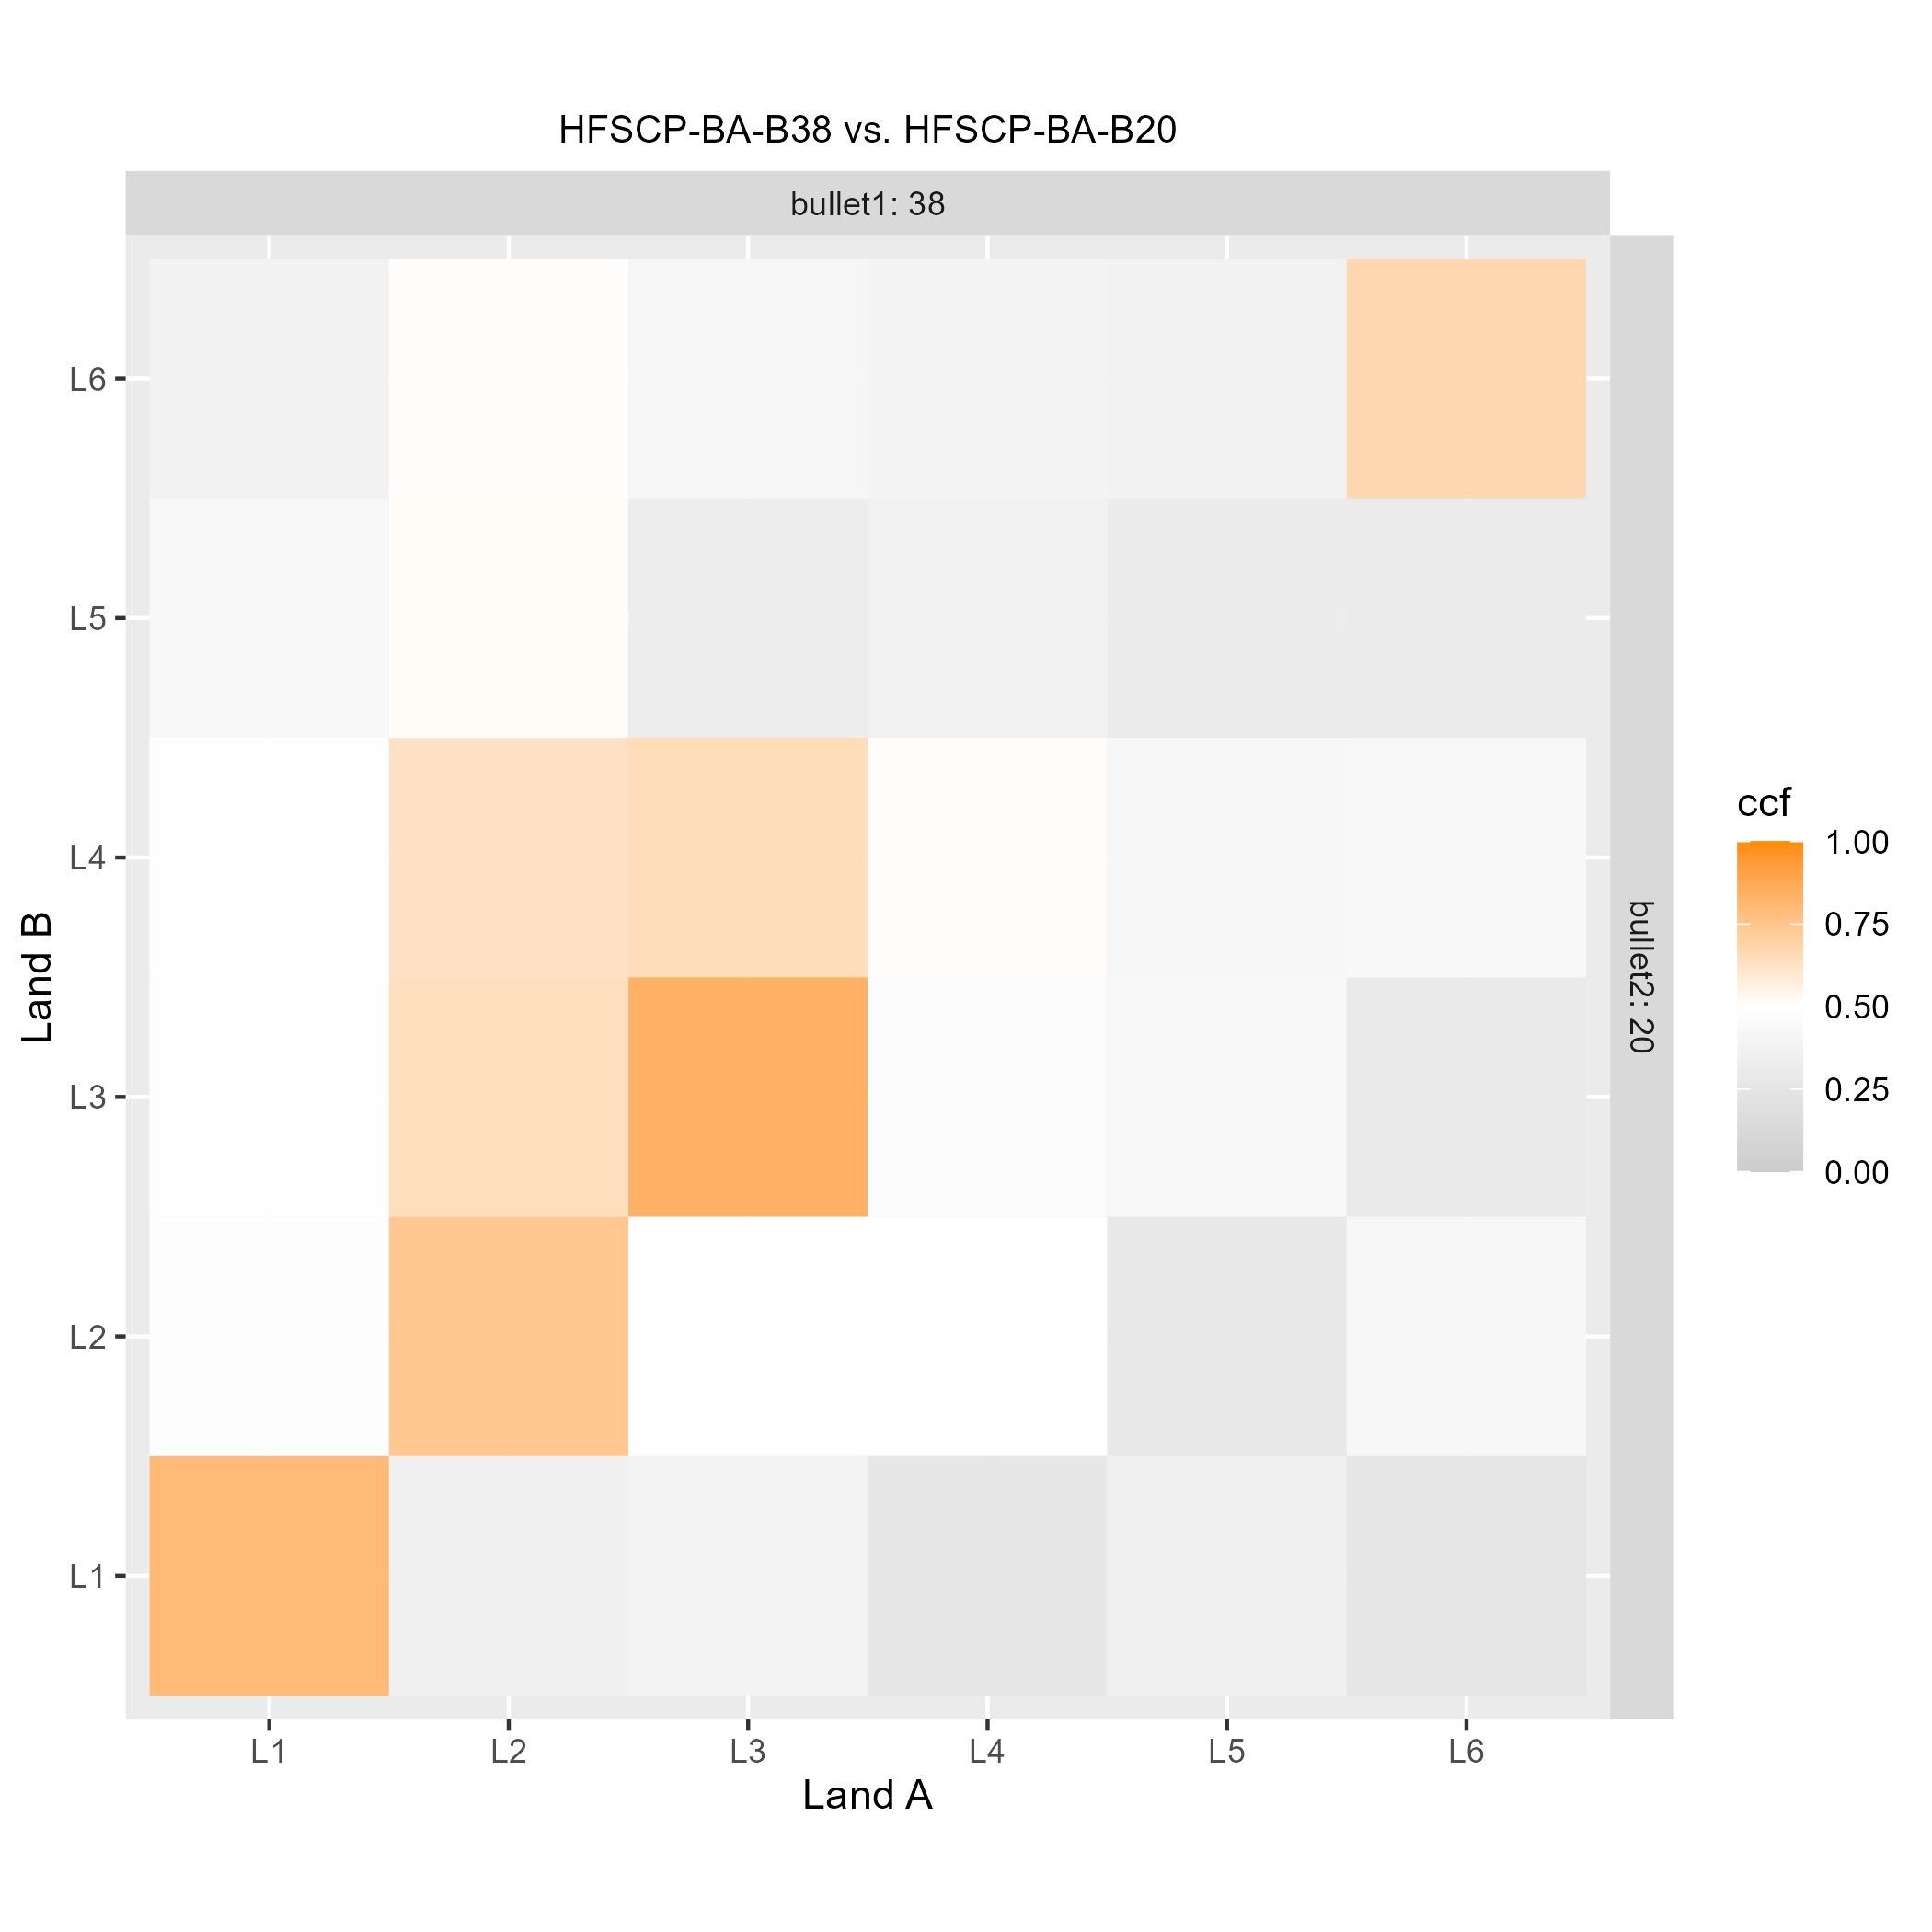 HFSCP-BA-B38 vs. HFSCP-BA-B20
bullet1: 38
L6
L5
L4
L3
L2
L1
Land B
L1 L2 L3 L4 L5 L6
Land A
bullet2: 20
ccf
1.00
0.75
0.50
0.25
0.00